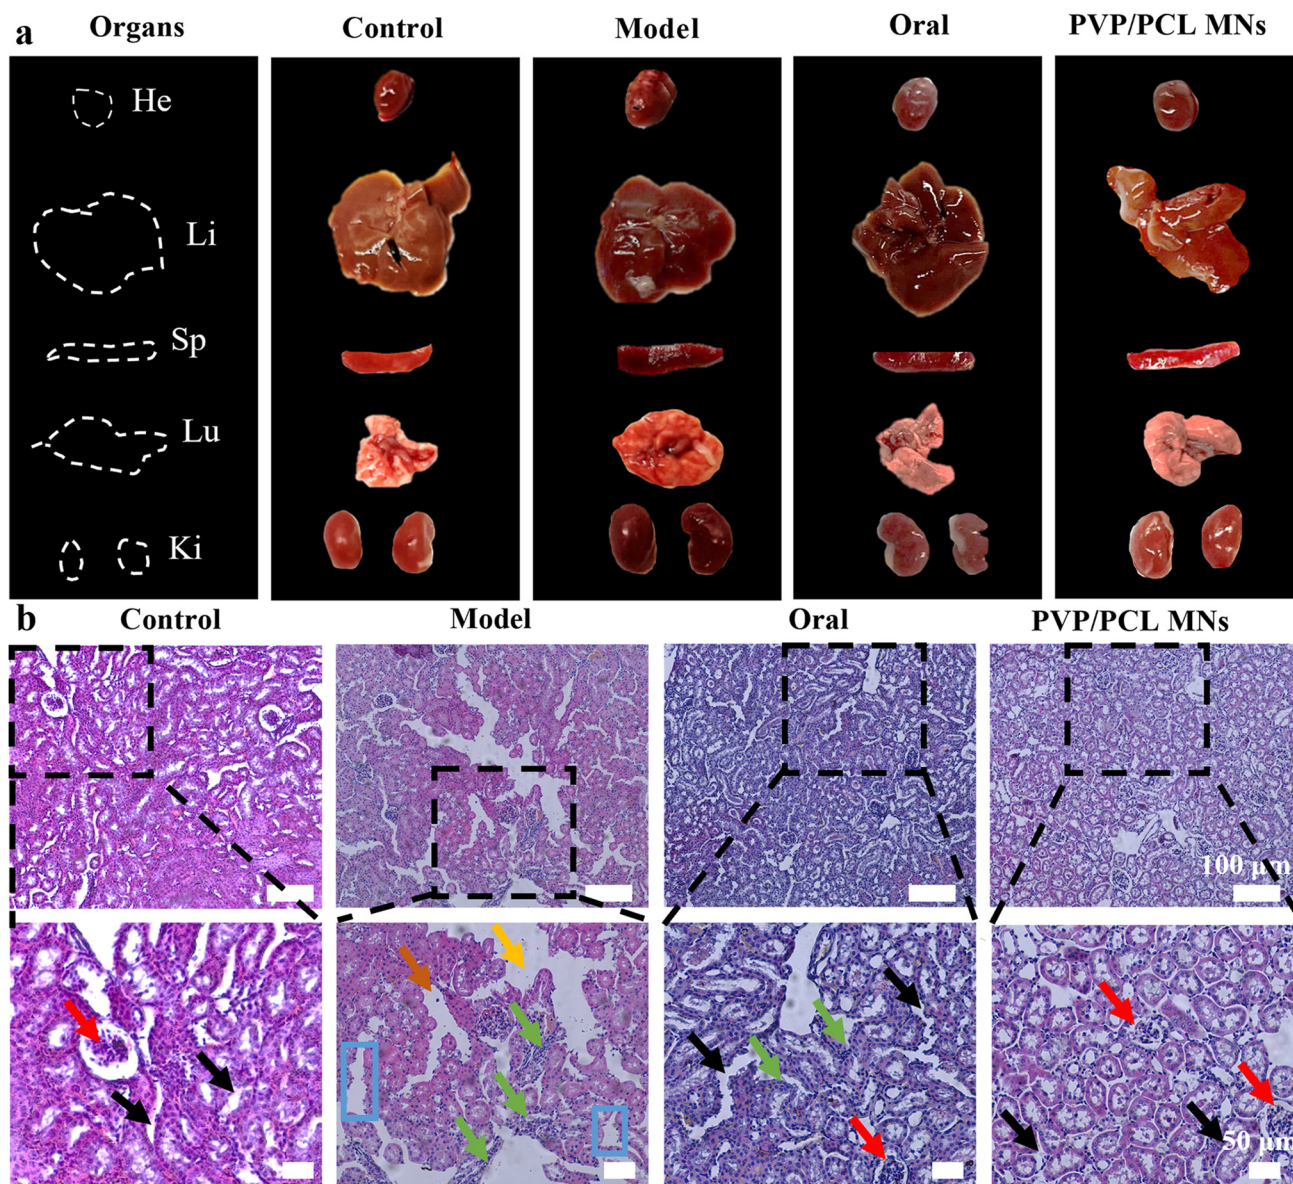 a Organs Control Model Oral PVP/PCL MNs
He
Li
Sp
Lu
Ki
b Control Model Oral PVP/PCL MNs
100 μm
50 μm